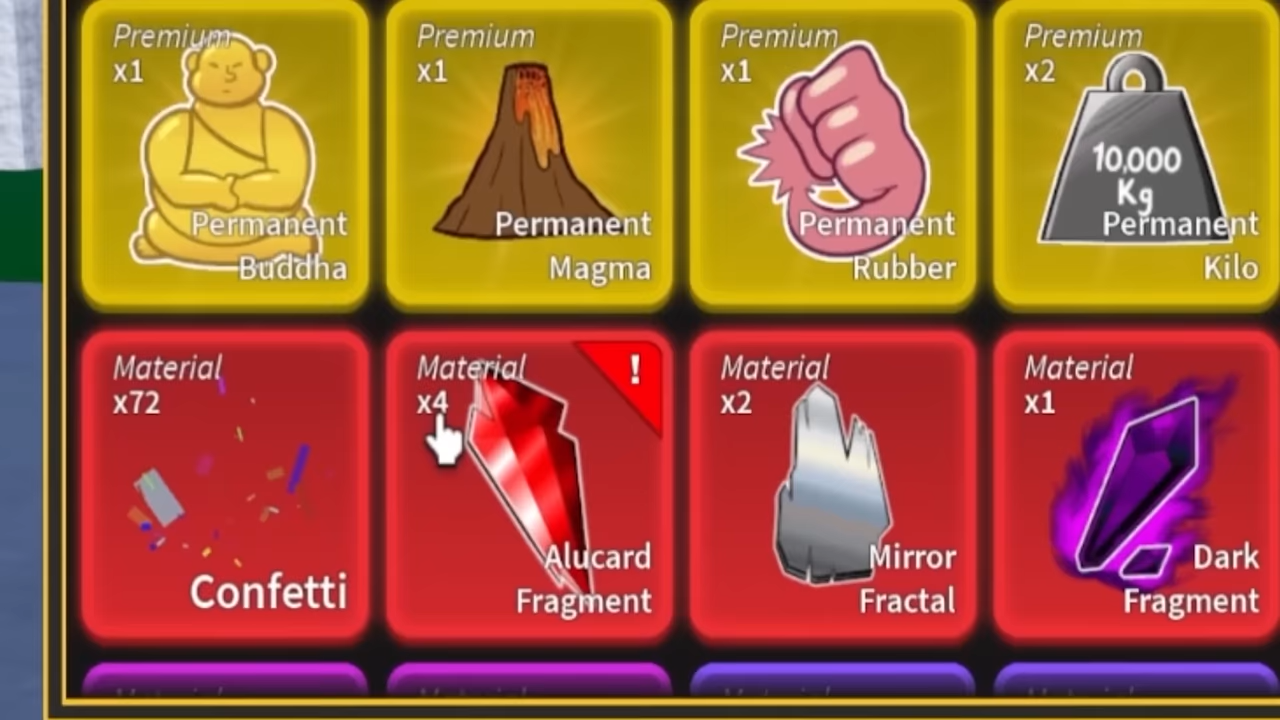 Premium
x1
Permanent
Buddha
Premium
x1
Permanent
Magma
Premium
x1
Permanent
Rubber
Premium
x2
10,000
Kg
Permanent
Kilo
Material
x72
Confetti
Material
x4
!
Alucard
Fragment
Material
x2
Mirror
Fractal
Material
x1
Dark
Fragment